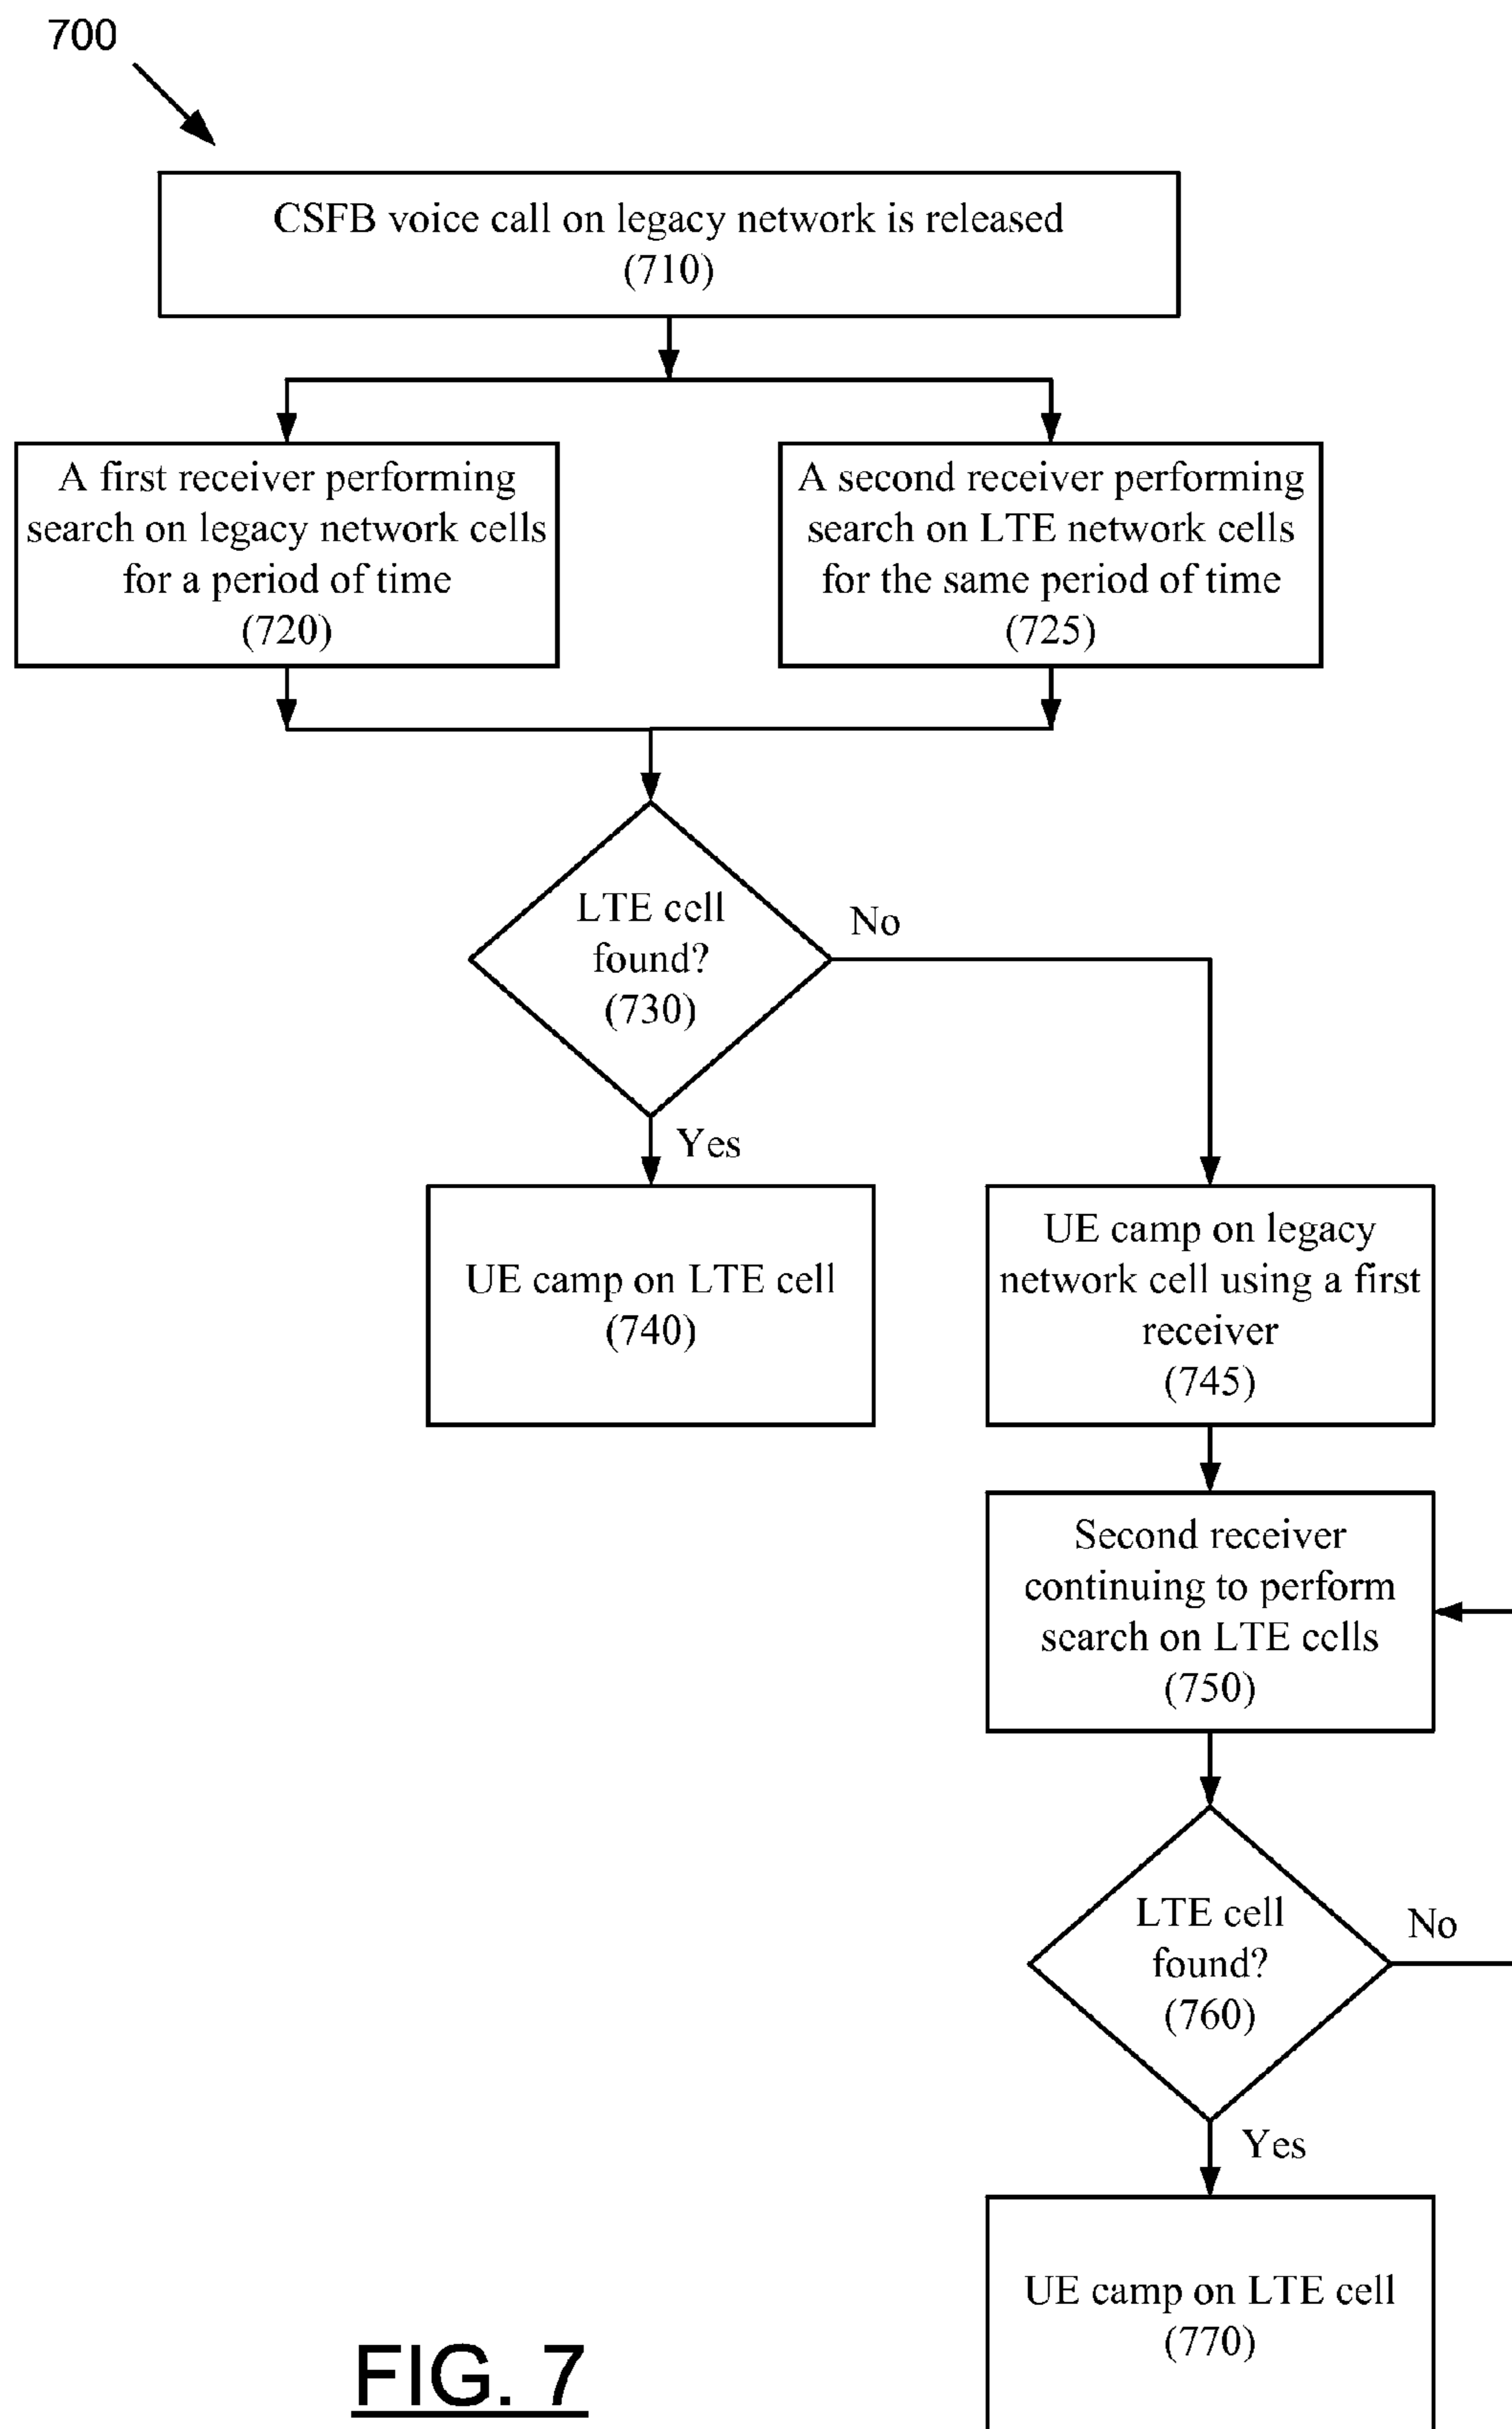 700
CSFB voice call on legacy network is released
(710)
A first receiver performing
search on legacy network cells
for a period of time
(720)
A second receiver performing
search on LTE network cells
for the same period of time
(725)
LTE cell
found?
(730)
No
Yes
UE camp on LTE cell
(740)
UE camp on legacy
network cell using a first
receiver
(745)
Second receiver
continuing to perform
search on LTE cells
(750)
LTE cell
found?
(760)
No
Yes
UE camp on LTE cell
(770)
FIG. 7